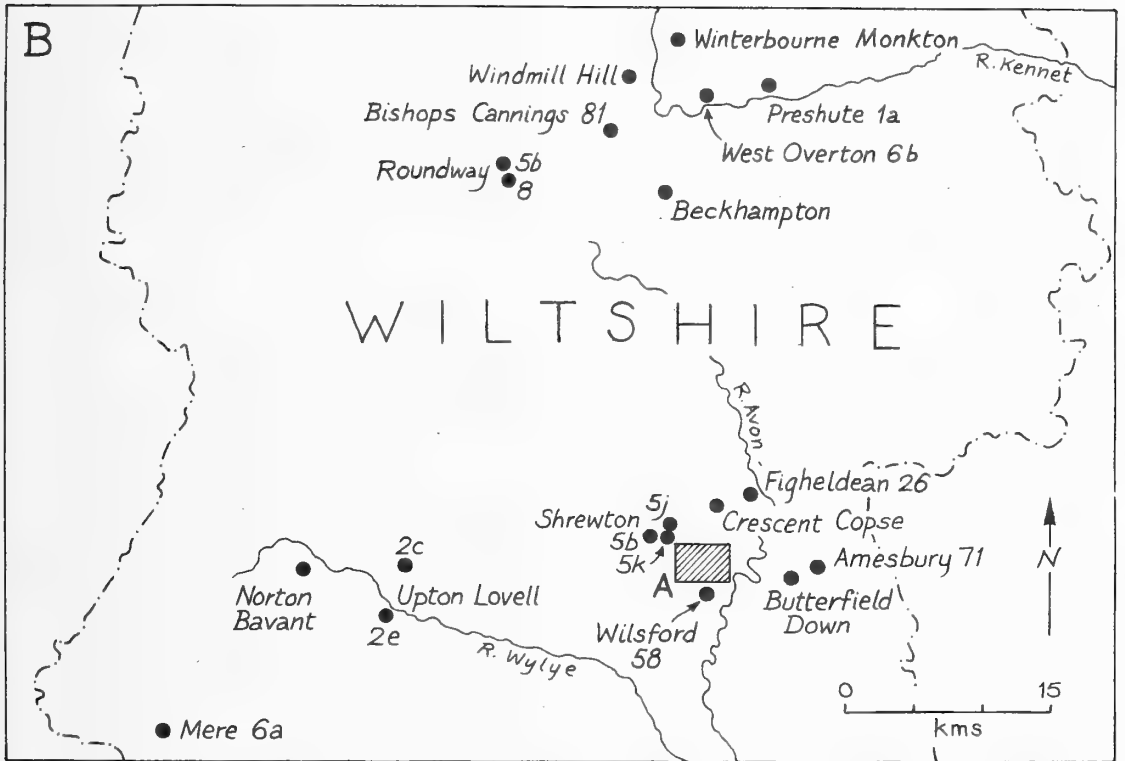 B
Winterbourne Monkton
R. Kennet
Windmill Hill
Bishops Cannings 81
Preshute 1a
West Overton 6b
Roundway
5b
8
Beckhampton
WILTSHIRE
R. Avon
Figheldean 26
5j
Shrewton
Crescent Copse
5b
5k
A
Amesbury 71
N
2c
Norton
Bavant
Upton Lovell
Butterfield
Down
2e
Wilsford
58
R. Wylye
0 15
kms
Mere 6a